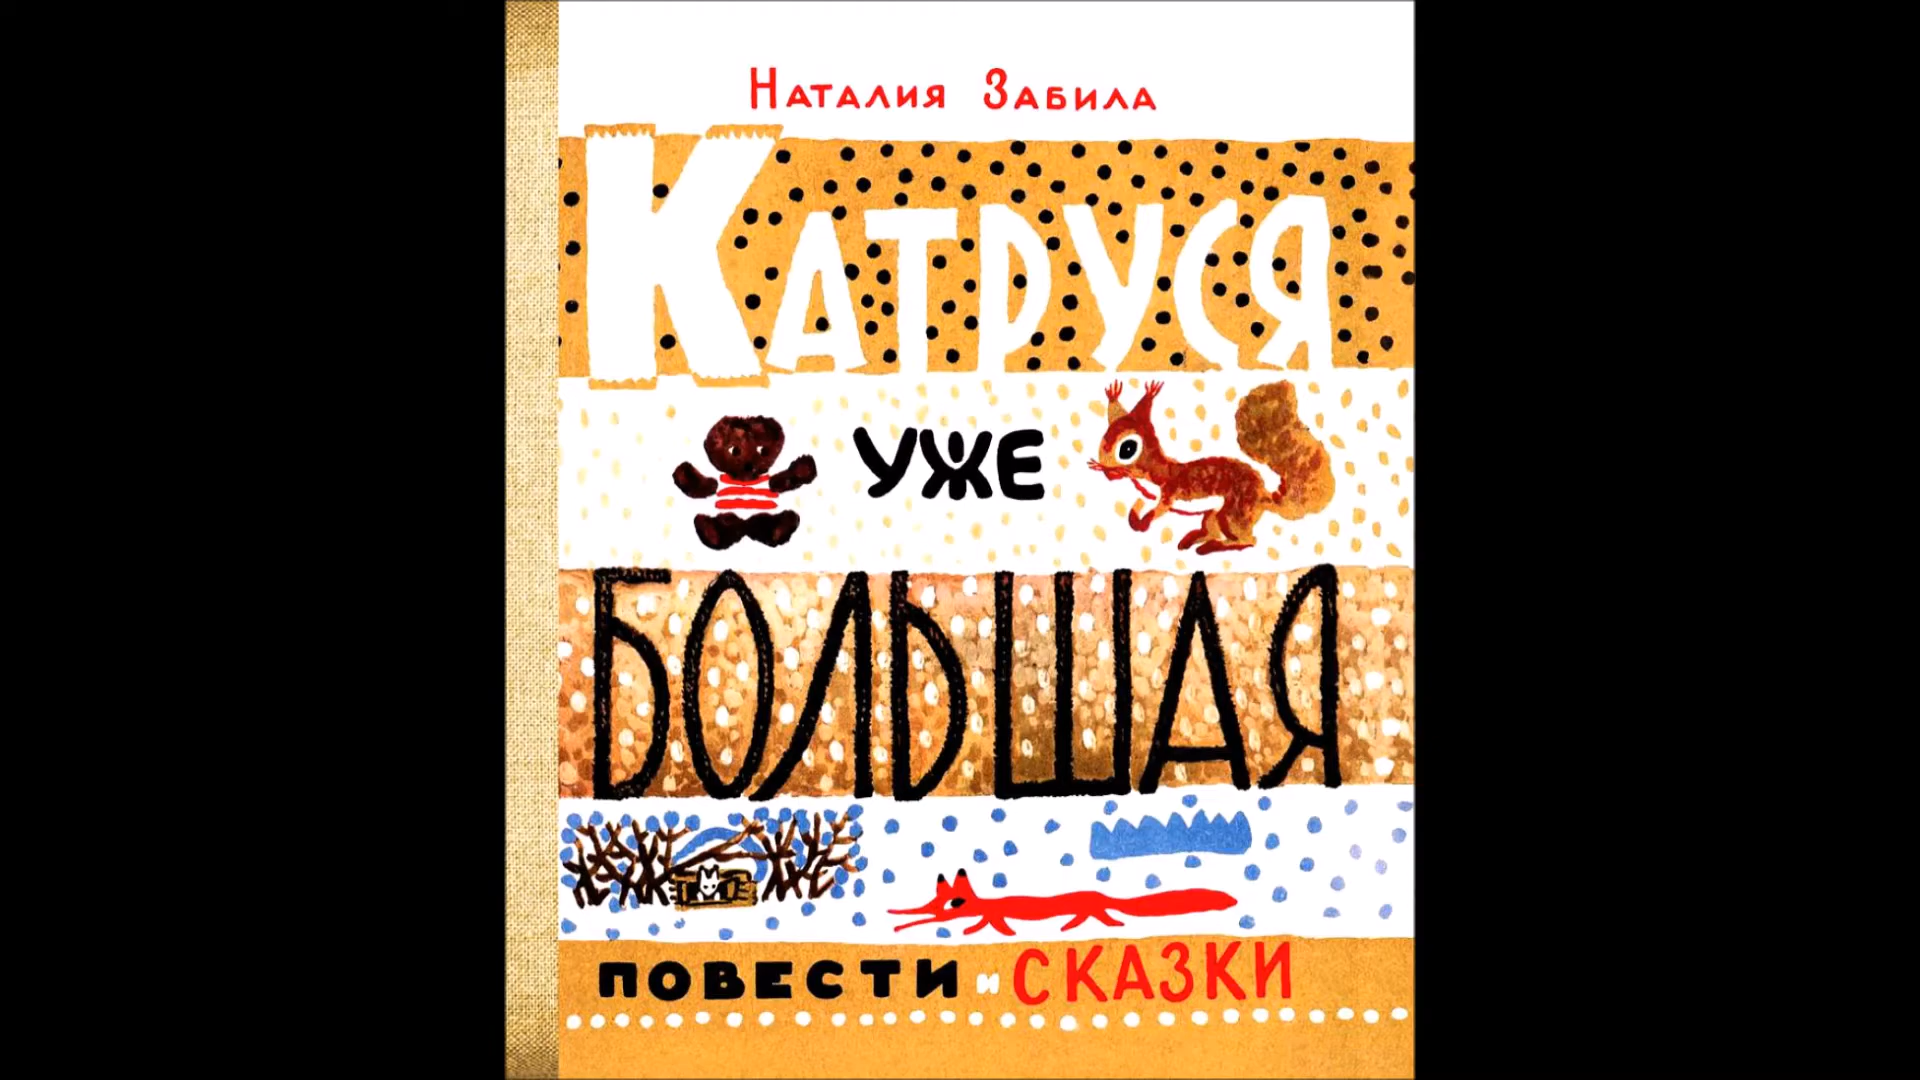 Наталия Забила
Катруся
уже
большая
повести и сказки